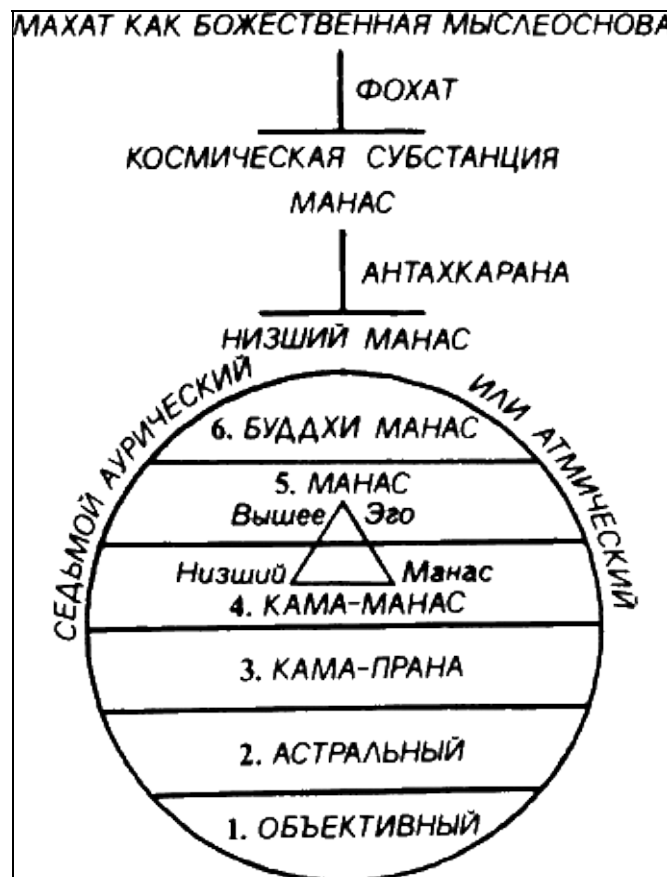 МАХАТ КАК БОЖЕСТВЕННАЯ МЫСЛЕОСНОВА
ФОХАТ
КОСМИЧЕСКАЯ СУБСТАНЦИЯ
МАНАС
АНТАХКАРАНА
НИЗШИЙ МАНАС
СЕДЬМОЙ АУРИЧЕСКИЙ
ИЛИ АТМИЧЕСКИЙ
6. БУДДХИ МАНАС
5. МАНАС
Вышее Эго
Низший Манас
4. КАМА-МАНАС
3. КАМА-ПРАНА
2. АСТРАЛЬНЫЙ
1. ОБЪЕКТИВНЫЙ